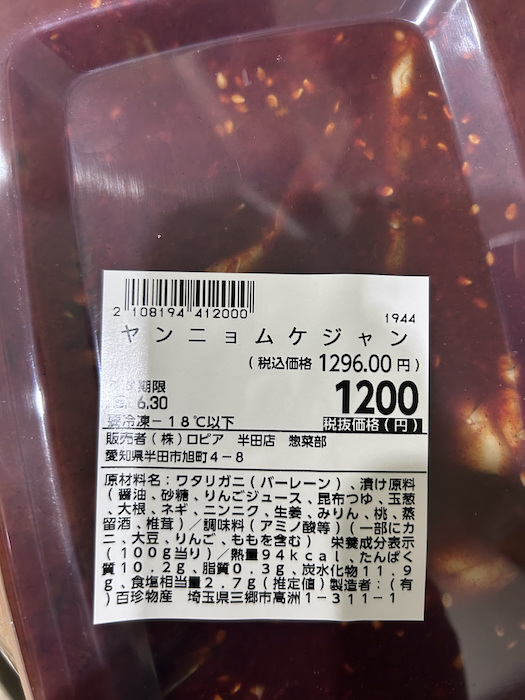 2 108194 412000
1944
ヤンニョムケジャン
(税込価格 1296.00円)
期限
6.30
1200
税抜価格(円)
要冷凍-18℃以下
販売者(株)ロピア 半田店 惣菜部
愛知県半田市旭町4-8
原材料名:ワタリガニ(バーレーン)、漬け原料
(醤油、砂糖、りんごジュース、昆布つゆ、玉葱
、大根、ネギ、ニンニク、生姜、みりん、桃、蒸
留酒、椎茸)/調味料(アミノ酸等)(一部にカ
ニ、大豆、りんご、ももを含む) 栄養成分表示
(100g当り)/熱量94kcal、たんぱく
質10.2g、脂質0.3g、炭水化物11.9
g、食塩相当量2.7g(推定値)製造者:(有
)百珍物産 埼玉県三郷市高洲1-311-1